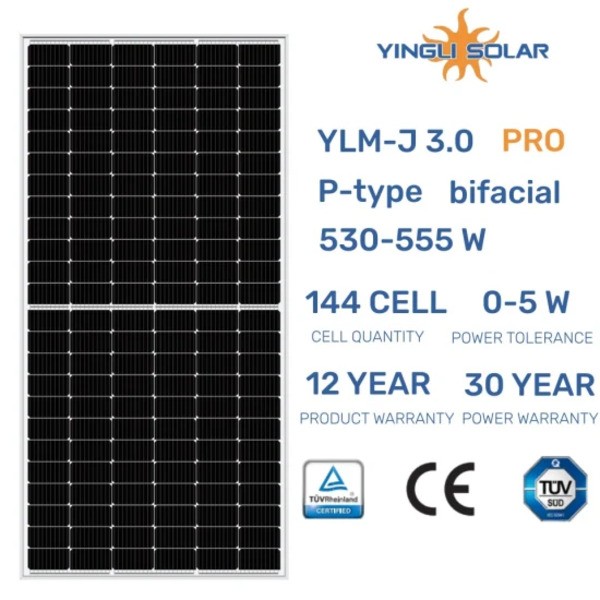 YINGLI SOLAR
YLM-J 3.0 PRO
P-type bifacial
530-555 W
144 CELL 0-5 W
CELL QUANTITY POWER TOLERANCE
12 YEAR 30 YEAR
PRODUCT WARRANTY POWER WARRANTY
TÜVRheinland
CERTIFIED
CE
TÜV
SÜD